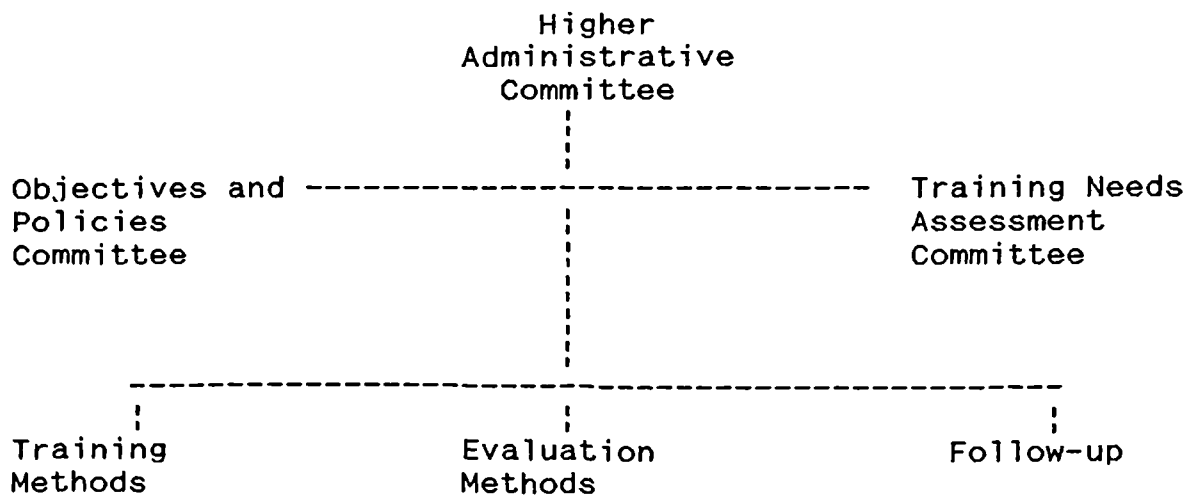 Higher
Administrative
Committee
Objectives and
Policies
Committee
Training Needs
Assessment
Committee
Training
Methods
Evaluation
Methods
Follow-up